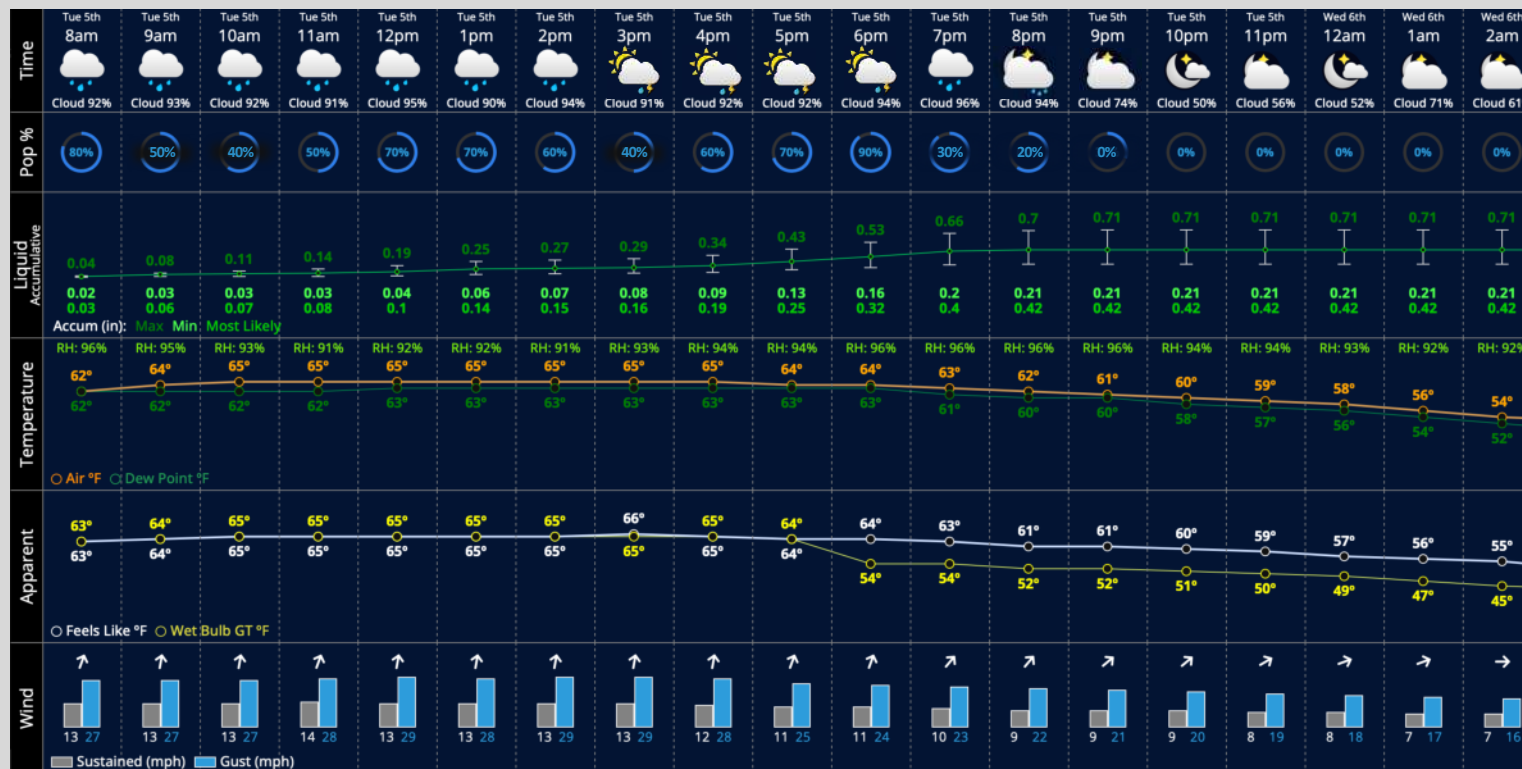 Time
Tue 5th Tue 5th Tue 5th Tue 5th Tue 5th Tue 5th Tue 5th Tue 5th Tue 5th Tue 5th Tue 5th Tue 5th Tue 5th Tue 5th Tue 5th Tue 5th Wed 6th Wed 6th Wed 6th
8am 9am 10am 11am 12pm 1pm 2pm 3pm 4pm 5pm 6pm 7pm 8pm 9pm 10pm 11pm 12am 1am 2am
Cloud 92% Cloud 93% Cloud 92% Cloud 91% Cloud 95% Cloud 90% Cloud 94% Cloud 91% Cloud 92% Cloud 92% Cloud 94% Cloud 96% Cloud 94% Cloud 74% Cloud 50% Cloud 56% Cloud 52% Cloud 71% Cloud 61%
Pop %
80% 50% 40% 50% 70% 70% 60% 40% 60% 70% 90% 30% 20% 0% 0% 0% 0% 0% 0%
Liquid
Accumulative
0.04 0.08 0.11 0.14 0.19 0.25 0.27 0.29 0.34 0.43 0.53 0.66 0.7 0.71 0.71 0.71 0.71 0.71 0.71
0.02 0.03 0.03 0.03 0.04 0.06 0.07 0.08 0.09 0.13 0.16 0.2 0.21 0.21 0.21 0.21 0.21 0.21 0.21
0.03 0.06 0.07 0.08 0.1 0.14 0.15 0.16 0.19 0.25 0.32 0.4 0.42 0.42 0.42 0.42 0.42 0.42 0.42
Accum (in): Max Min Most Likely
Temperature
RH: 96% RH: 95% RH: 93% RH: 91% RH: 92% RH: 92% RH: 91% RH: 93% RH: 94% RH: 94% RH: 96% RH: 96% RH: 96% RH: 96% RH: 94% RH: 94% RH: 93% RH: 92% RH: 92%
62° 64° 65° 65° 65° 65° 65° 65° 65° 64° 64° 63° 62° 61° 60° 59° 58° 56° 54°
62° 62° 62° 62° 63° 63° 63° 63° 63° 63° 63° 61° 60° 60° 58° 57° 56° 54° 52°
Air °F Dew Point °F
Apparent
63° 64° 65° 65° 65° 65° 65° 66° 65° 64° 64° 63° 61° 61° 60° 59° 57° 56° 55°
63° 64° 65° 65° 65° 65° 65° 65° 65° 64° 54° 54° 52° 52° 51° 50° 49° 47° 45°
Feels Like °F Wet Bulb GT °F
Wind
13 27 13 27 13 27 14 28 13 29 13 28 13 29 13 29 12 28 11 25 11 24 10 23 9 22 9 21 9 20 8 19 8 18 7 17 7 16
Sustained (mph) Gust (mph)